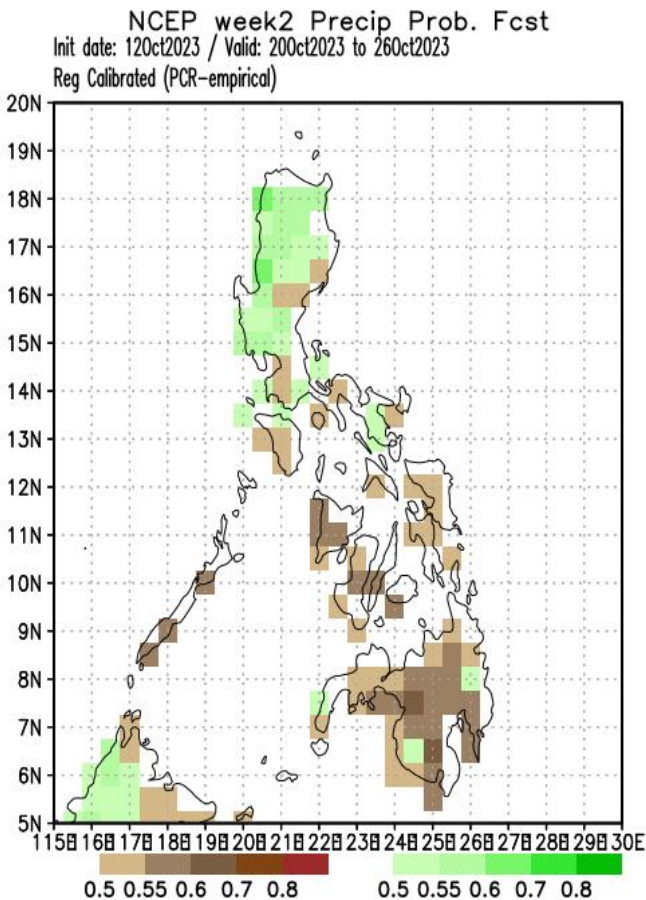 NCEP week2 Precip Prob. Fcst
Init date: 12Oct2023 / Valid: 20Oct2023 to 26Oct2023
Reg Calibrated (PCR-empirical)
20N
19N
18N
17N
16N
15N
14N
13N
12N
11N
10N
9N
8N
7N
6N
5N
115E 116E 117E 118E 119E 120E 121E 122E 123E 124E 125E 126E 127E 128E 129E 130E
0.5 0.55 0.6 0.7 0.8 0.5 0.55 0.6 0.7 0.8